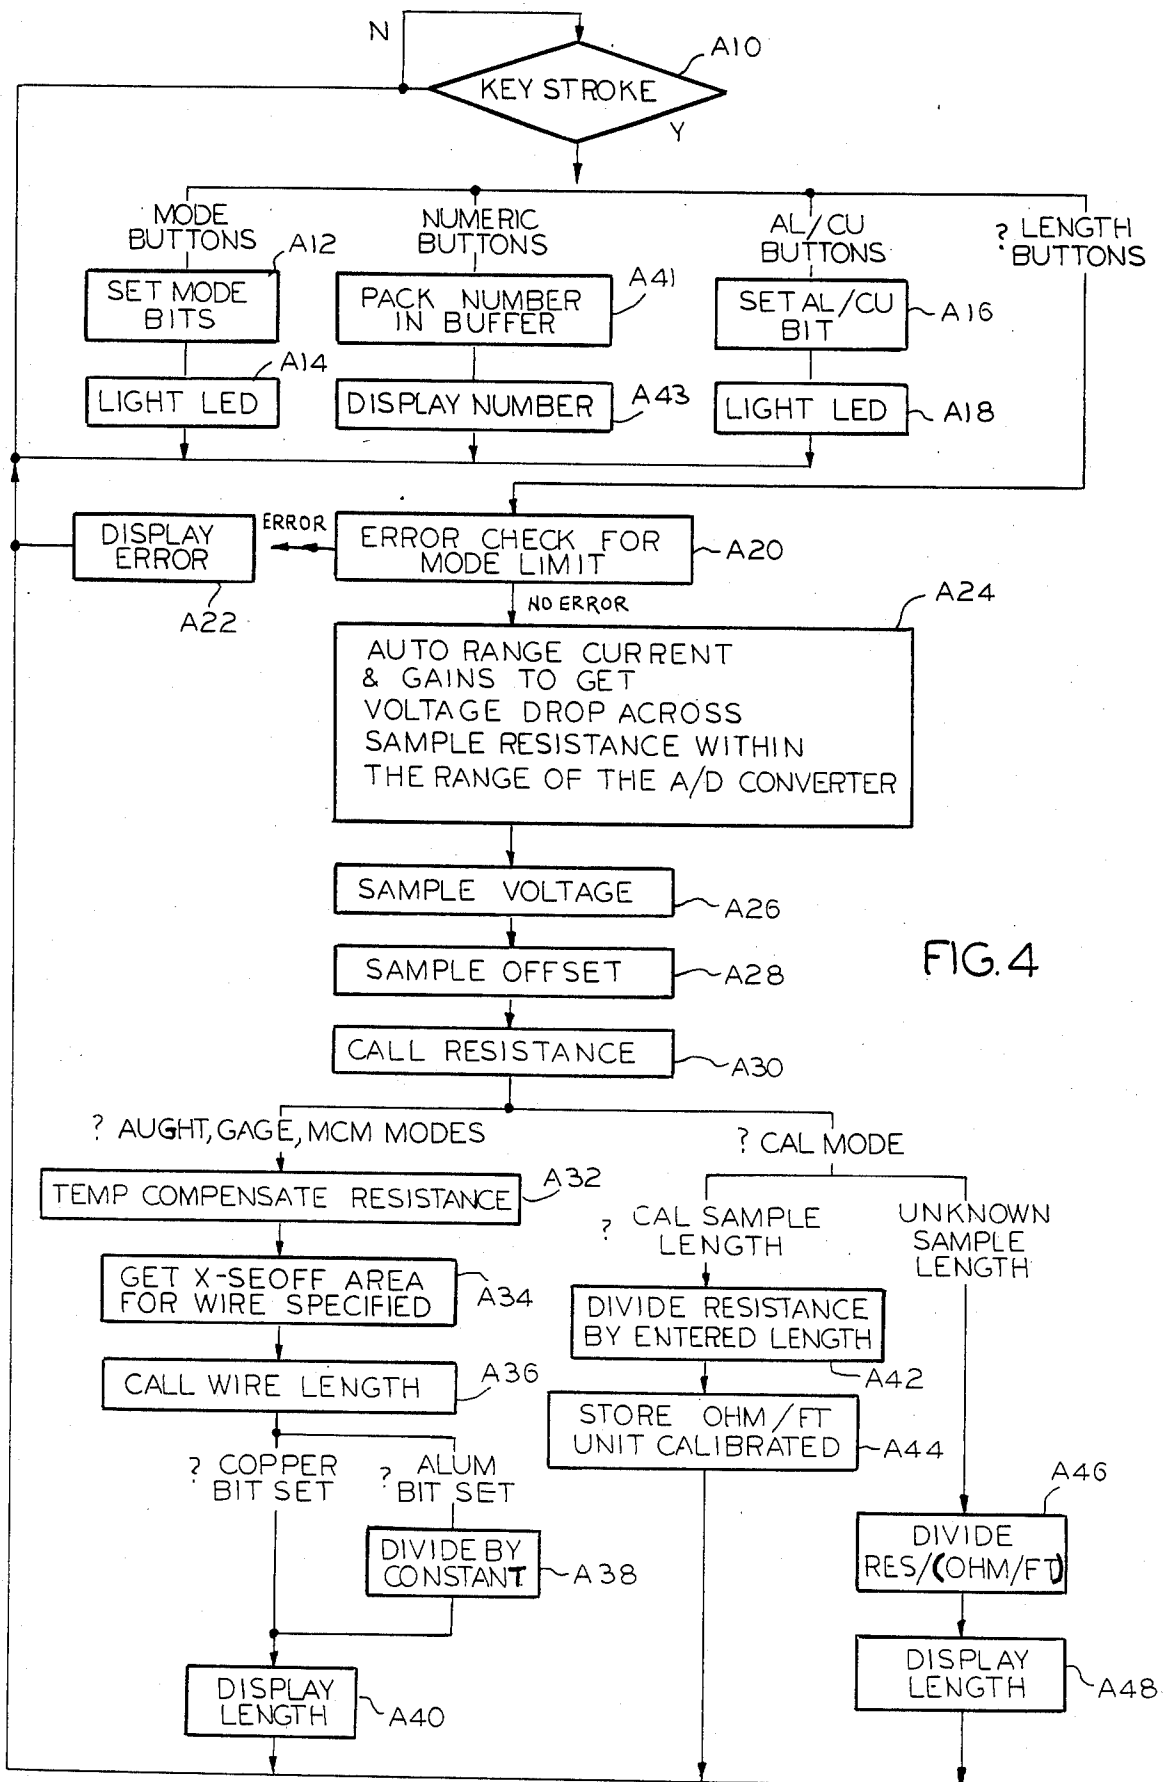 N
A10
KEY STROKE
Y
MODE
BUTTONS
NUMERIC
BUTTONS
AL/CU
BUTTONS
? LENGTH
BUTTONS
A12
SET MODE
BITS
A41
PACK NUMBER
IN BUFFER
SET AL/CU
BIT
A16
A14
LIGHT LED
DISPLAY NUMBER
A43
LIGHT LED
A18
DISPLAY
ERROR
ERROR
ERROR CHECK FOR
MODE LIMIT
A20
A22
NO ERROR
A24
AUTO RANGE CURRENT
& GAINS TO GET
VOLTAGE DROP ACROSS
SAMPLE RESISTANCE WITHIN
THE RANGE OF THE A/D CONVERTER
SAMPLE VOLTAGE
A26
SAMPLE OFFSET
A28
FIG. 4
CALL RESISTANCE
A30
? AUGHT, GAGE, MCM MODES
? CAL MODE
TEMP COMPENSATE RESISTANCE
A32
? CAL SAMPLE
LENGTH
UNKNOWN
SAMPLE
LENGTH
GET X-SEOFF AREA
FOR WIRE SPECIFIED
A34
DIVIDE RESISTANCE
BY ENTERED LENGTH
A42
CALL WIRE LENGTH
A36
STORE OHM/FT
UNIT CALIBRATED
A44
? COPPER
BIT SET
? ALUM
BIT SET
A46
DIVIDE BY
CONSTANT
A38
DIVIDE
RES/(OHM/FT)
DISPLAY
LENGTH
A40
DISPLAY
LENGTH
A48